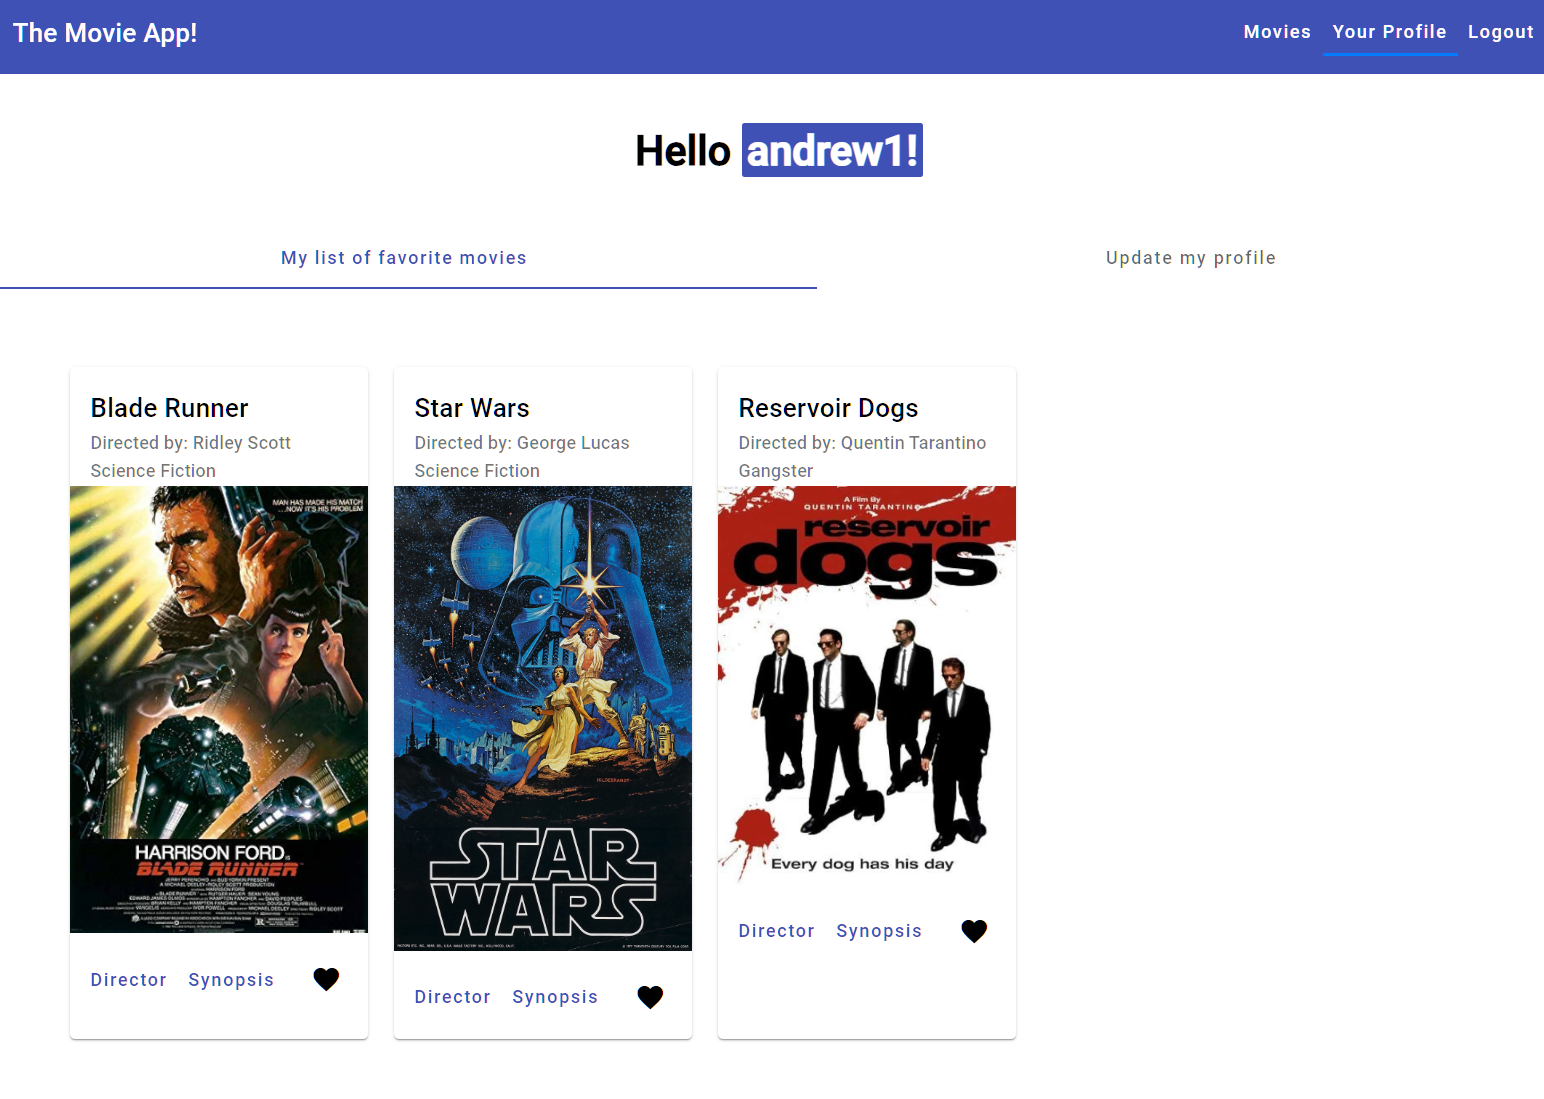 The Movie App!
Movies Your Profile Logout
Hello andrew1!
My list of favorite movies Update my profile
Blade Runner
Directed by: Ridley Scott
Science Fiction
MAN HAS MADE HIS MATCH
...NOW IT'S HIS PROBLEM
HARRISON FORD IS
BLADE RUNNER
Director Synopsis
Star Wars
Directed by: George Lucas
Science Fiction
HILDEBRANDT
STAR
WARS
Director Synopsis
Reservoir Dogs
Directed by: Quentin Tarantino
Gangster
A Film By
QUENTIN TARANTINO
reservoir
dogs
Every dog has his day
Director Synopsis